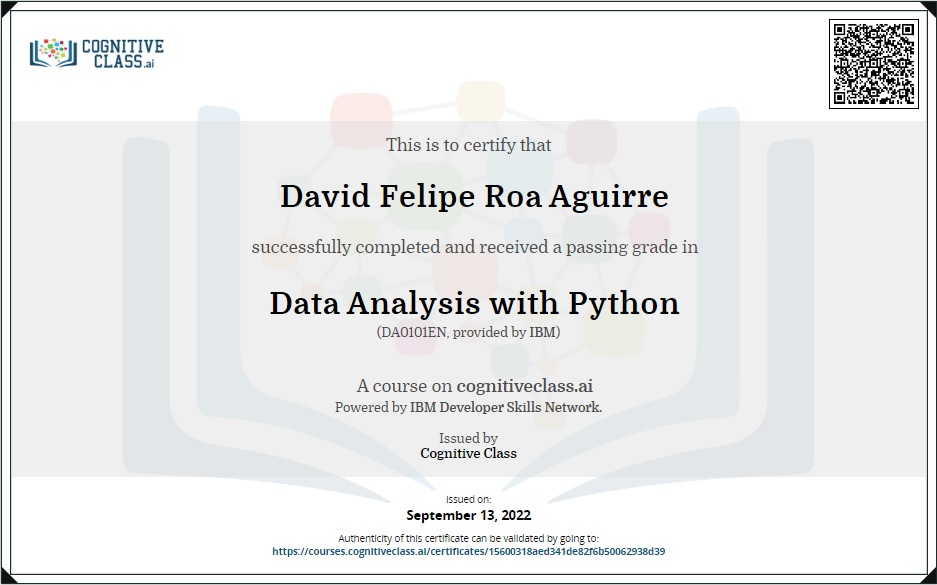 COGNITIVE
CLASS.ai
This is to certify that
David Felipe Roa Aguirre
successfully completed and received a passing grade in
Data Analysis with Python
(DA0101EN, provided by IBM)
A course on cognitiveclass.ai
Powered by IBM Developer Skills Network.
Issued by
Cognitive Class
Issued on:
September 13, 2022
Authenticity of this certificate can be validated by going to:
https://courses.cognitiveclass.ai/certificates/15600318aed341de82f6b50062938d39